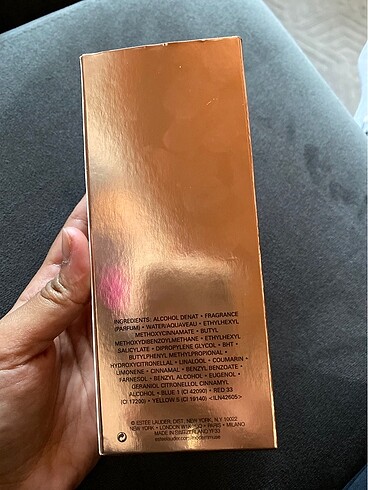 INGREDIENTS: ALCOHOL DENAT • FRAGRANCE
(PARFUM) • WATER/AQUA/EAU • ETHYLHEXYL
METHOXYCINNAMATE • BUTYL
METHOXYDIBENZOYLMETHANE • ETHYLHEXYL
SALICYLATE • DIPROPYLENE GLYCOL • BHT •
BUTYLPHENYL METHYLPROPIONAL •
HYDROXYCITRONELLAL • LINALOOL • COUMARIN •
LIMONENE • CINNAMAL • BENZYL BENZOATE •
FARNESOL • BENZYL ALCOHOL • EUGENOL •
GERANIOL CITRONELLOL CINNAMYL
ALCOHOL • BLUE 1 (CI 42090) • RED 33
(CI 17200) • YELLOW 5 (CI 19140) <ILN42605>
© ESTEE LAUDER, DIST. NEW YORK, N.Y. 10022
NEW YORK • LONDON • PARIS • MILANO
MADE IN SWITZERLAND
esteelauder.com/modernmuse